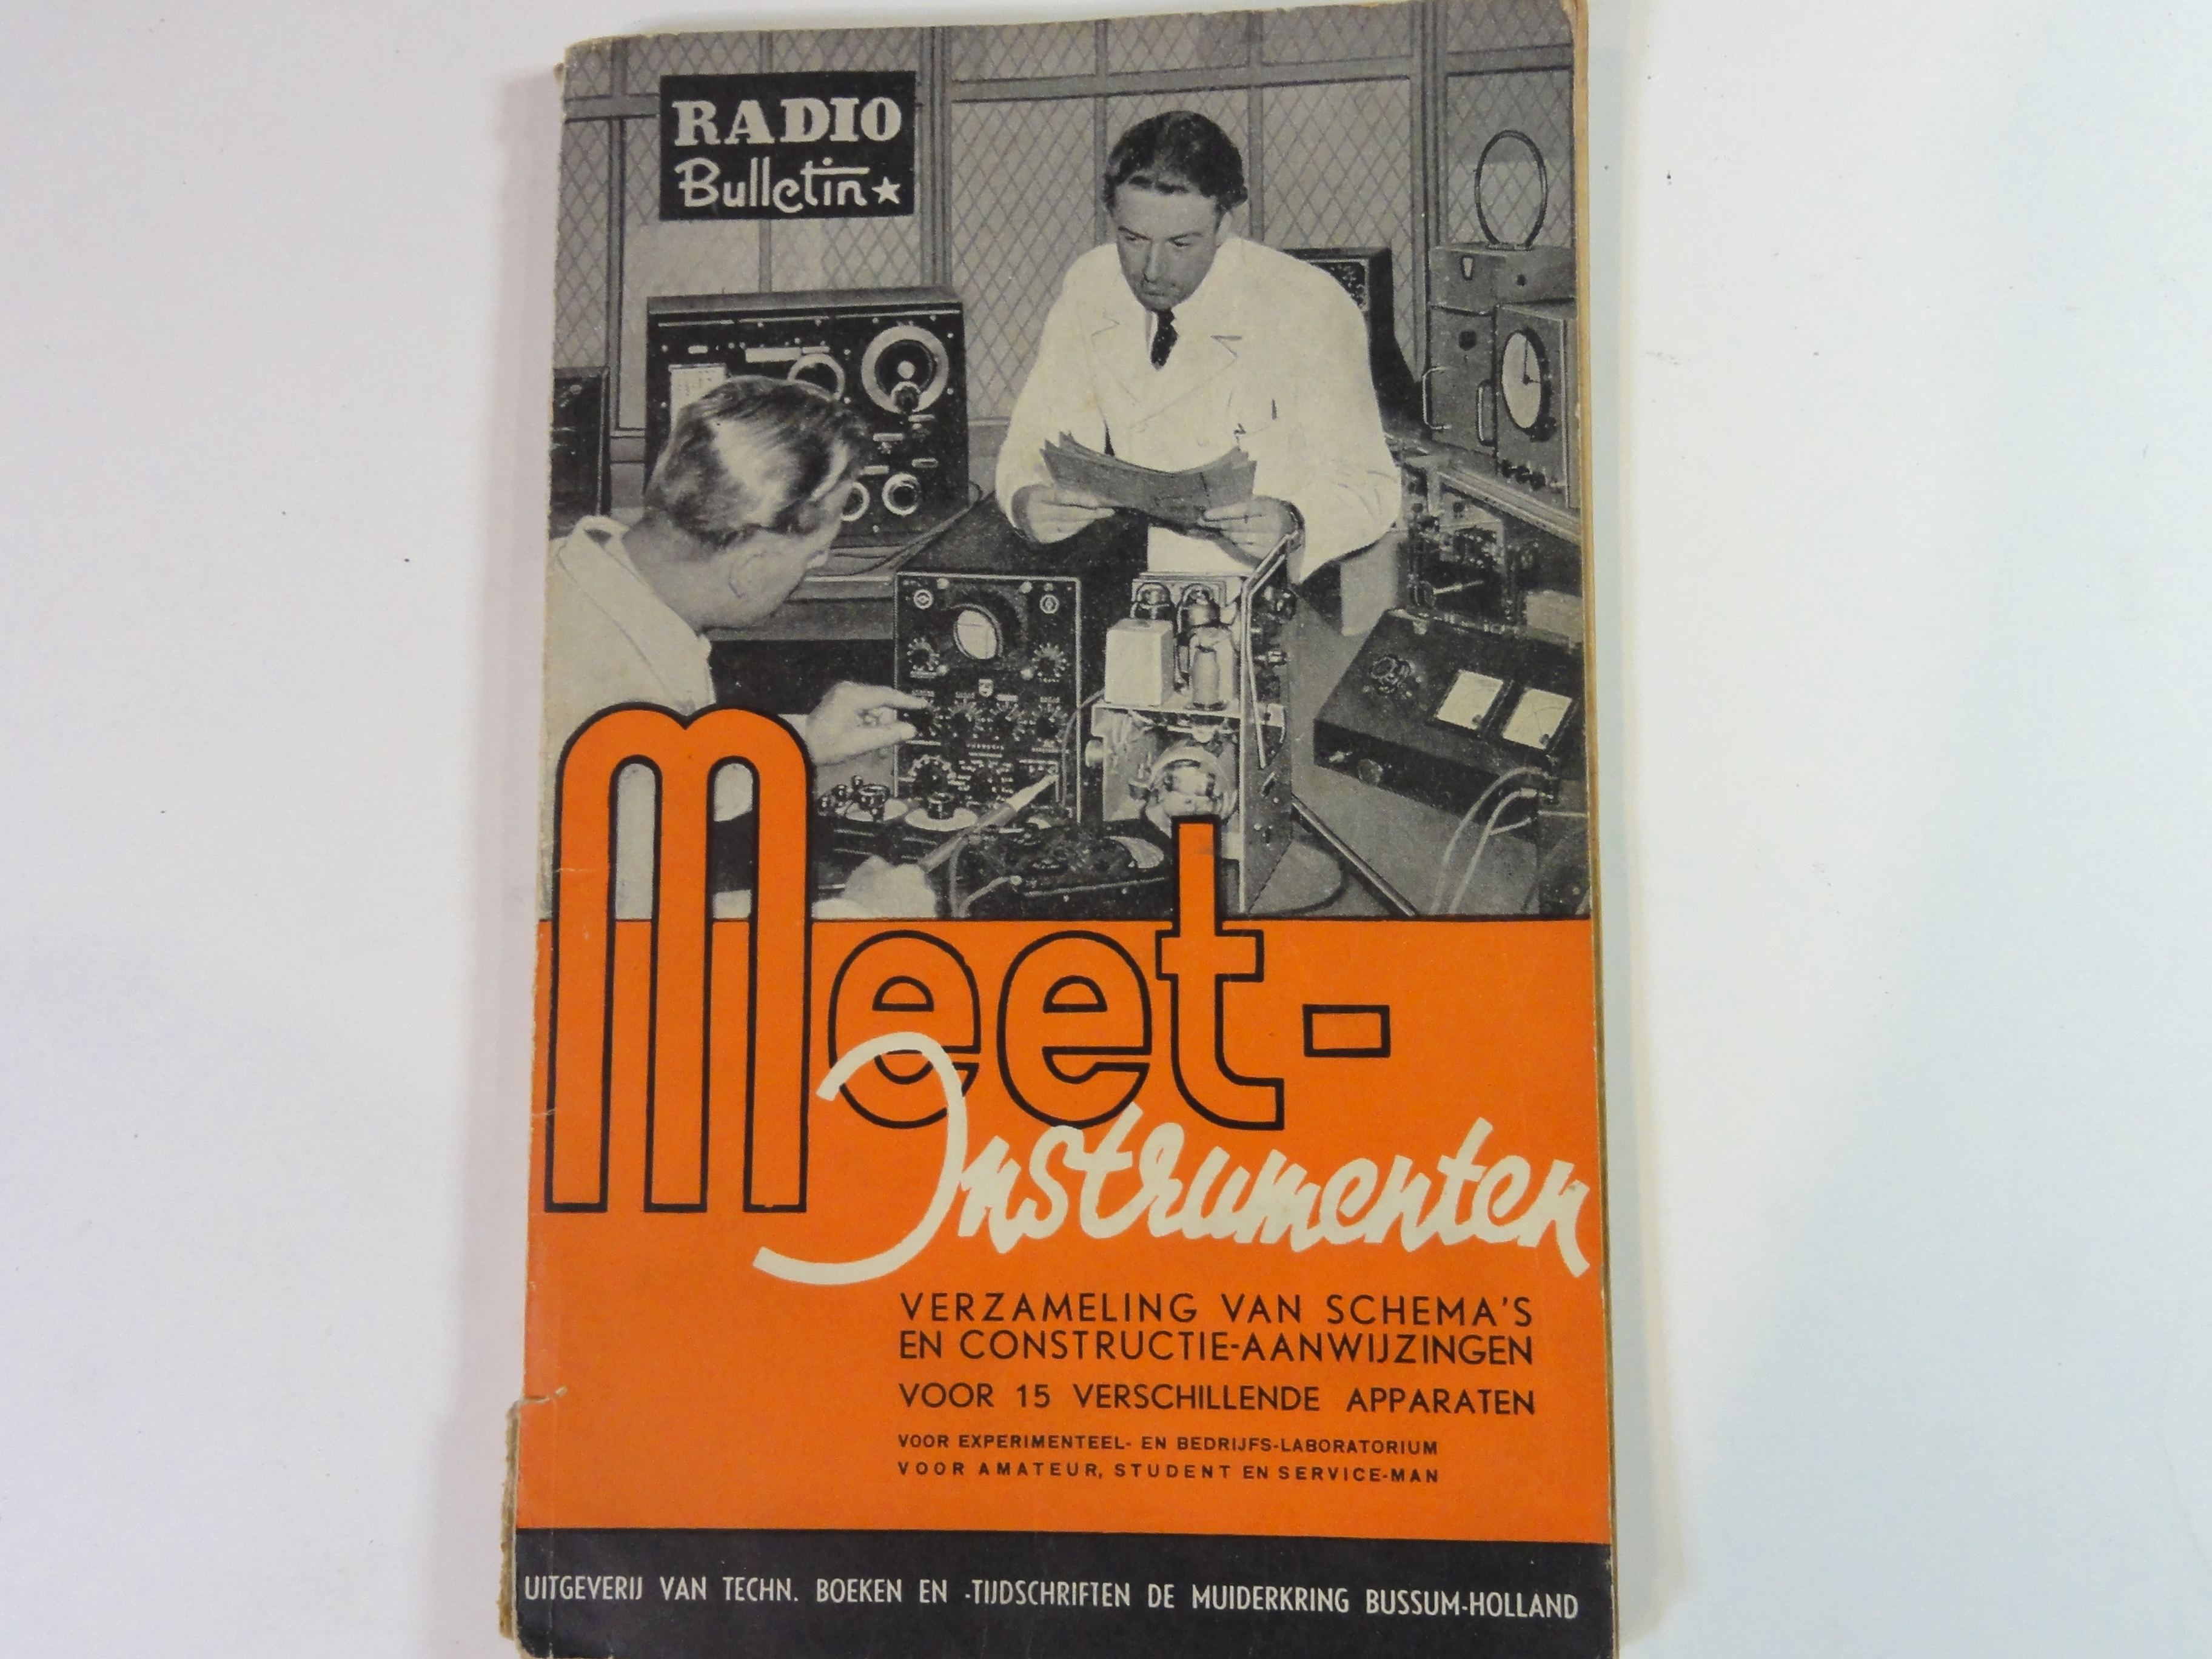 RADIO
Bulletin
Meet-
Instrumenten
VERZAMELING VAN SCHEMA'S
EN CONSTRUCTIE-AANWIJZINGEN
VOOR 15 VERSCHILLENDE APPARATEN
VOOR EXPERIMENTEEL- EN BEDRIJFS-LABORATORIUM
VOOR AMATEUR, STUDENT EN SERVICE-MAN
UITGEVERIJ VAN TECHN. BOEKEN EN -TIJDSCHRIFTEN DE MUIDERKRING BUSSUM-HOLLAND